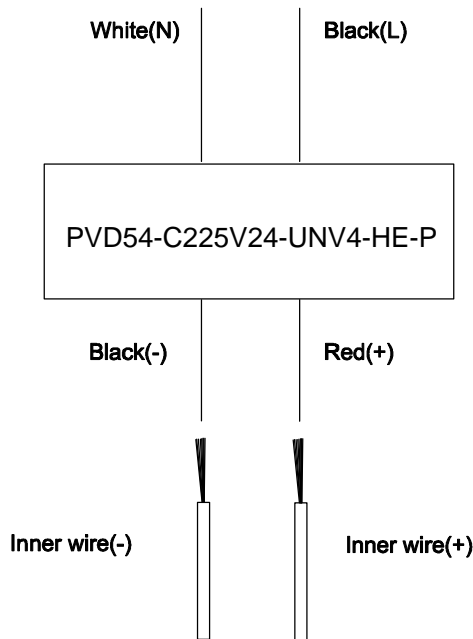 White(N)
Black(L)
PVD54-C225V24-UNV4-HE-P
Black(-)
Red(+)
Inner wire(-)
Inner wire(+)